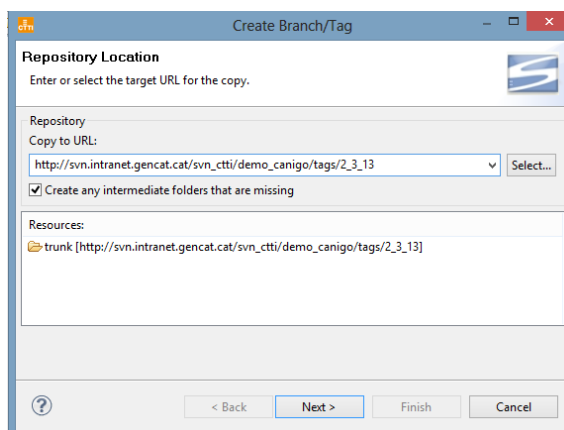 CTTI
Create Branch/Tag
Repository Location
Enter or select the target URL for the copy.
Repository
Copy to URL:
http://svn.intranet.gencat.cat/svn_ctti/demo_canigo/tags/2_3_13
Select...
Create any intermediate folders that are missing
Resources:
trunk [http://svn.intranet.gencat.cat/svn_ctti/demo_canigo/tags/2_3_13]
< Back Next > Finish Cancel